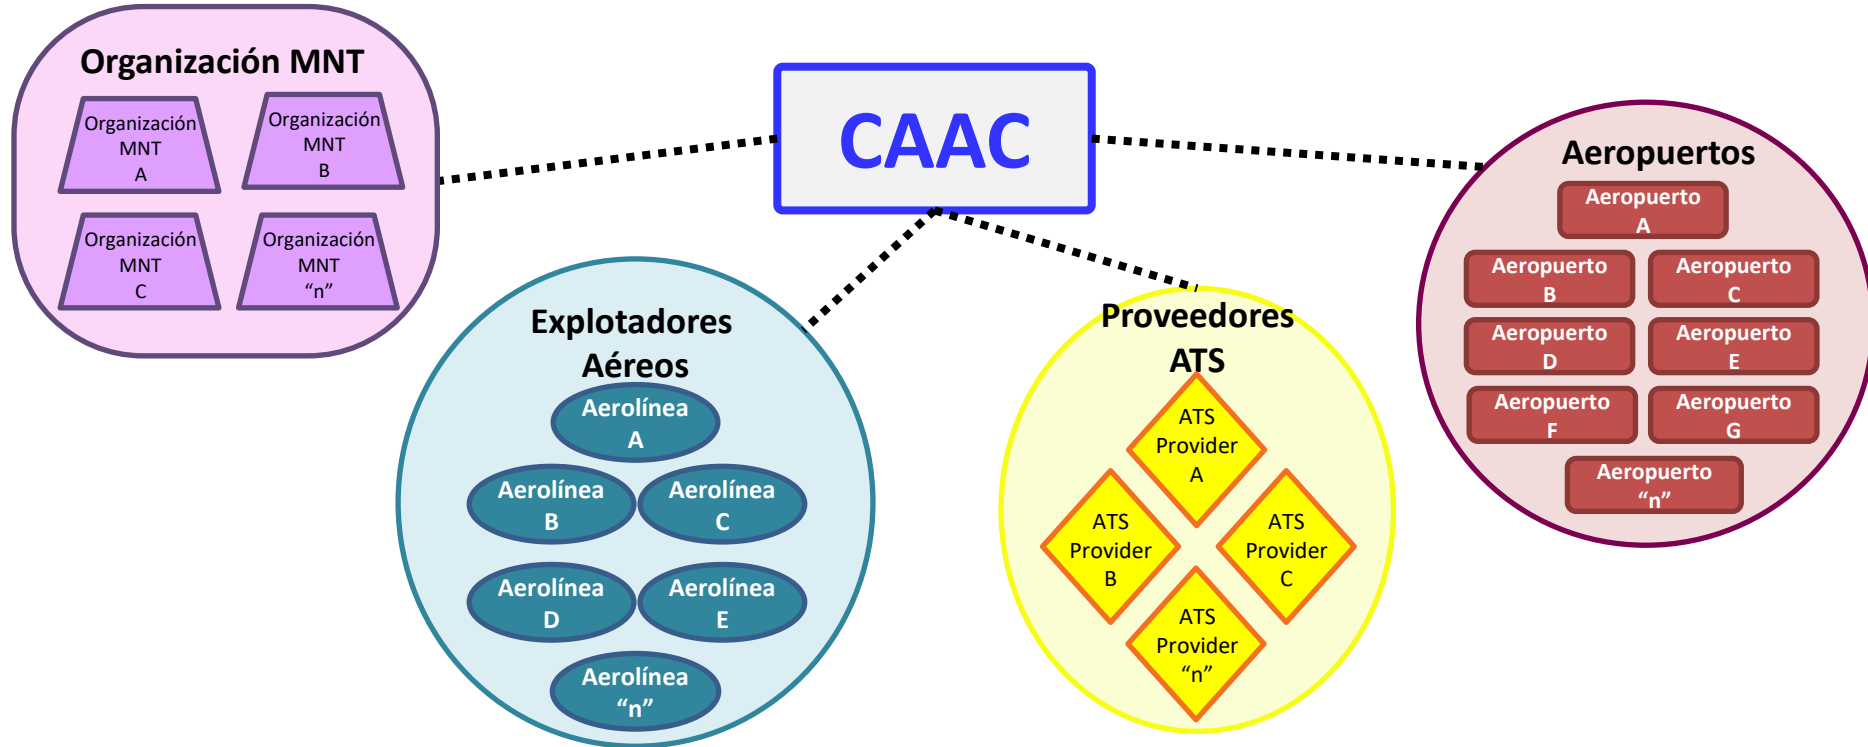 Organización MNT
Organización
MNT
A
Organización
MNT
B
Organización
MNT
C
Organización
MNT
“n”
CAAC
Explotadores
Aéreos
Aerolínea
A
Aerolínea
B
Aerolínea
C
Aerolínea
D
Aerolínea
E
Aerolínea
“n”
Proveedores
ATS
ATS
Provider
A
ATS
Provider
B
ATS
Provider
C
ATS
Provider
“n”
Aeropuertos
Aeropuerto
A
Aeropuerto
B
Aeropuerto
C
Aeropuerto
D
Aeropuerto
E
Aeropuerto
F
Aeropuerto
G
Aeropuerto
“n”